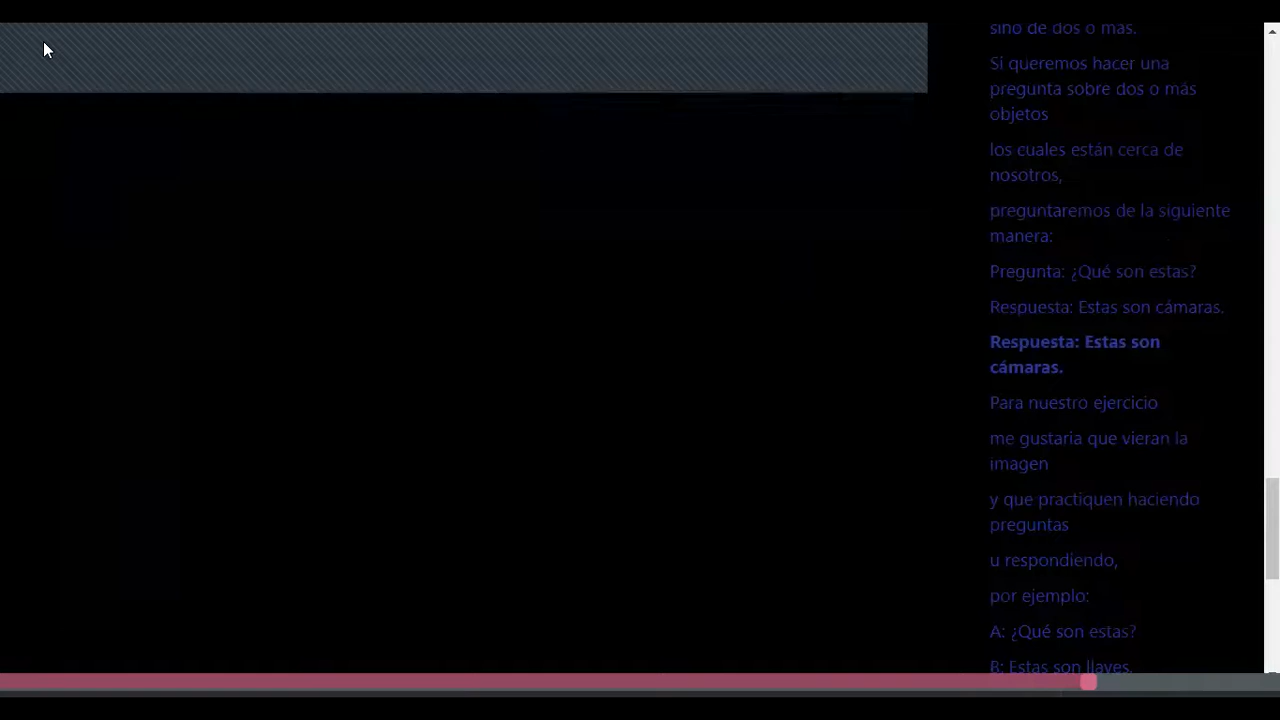 sino de dos o más.
Si queremos hacer una
pregunta sobre dos o más
objetos
los cuales están cerca de
nosotros,
preguntaremos de la siguiente
manera:
Pregunta: ¿Qué son estas?
Respuesta: Estas son cámaras.
Respuesta: Estas son
cámaras.
Para nuestro ejercicio
me gustaria que vieran la
imagen
y que practiquen haciendo
preguntas
u respondiendo,
por ejemplo:
A: ¿Qué son estas?
B: Estas son llaves.